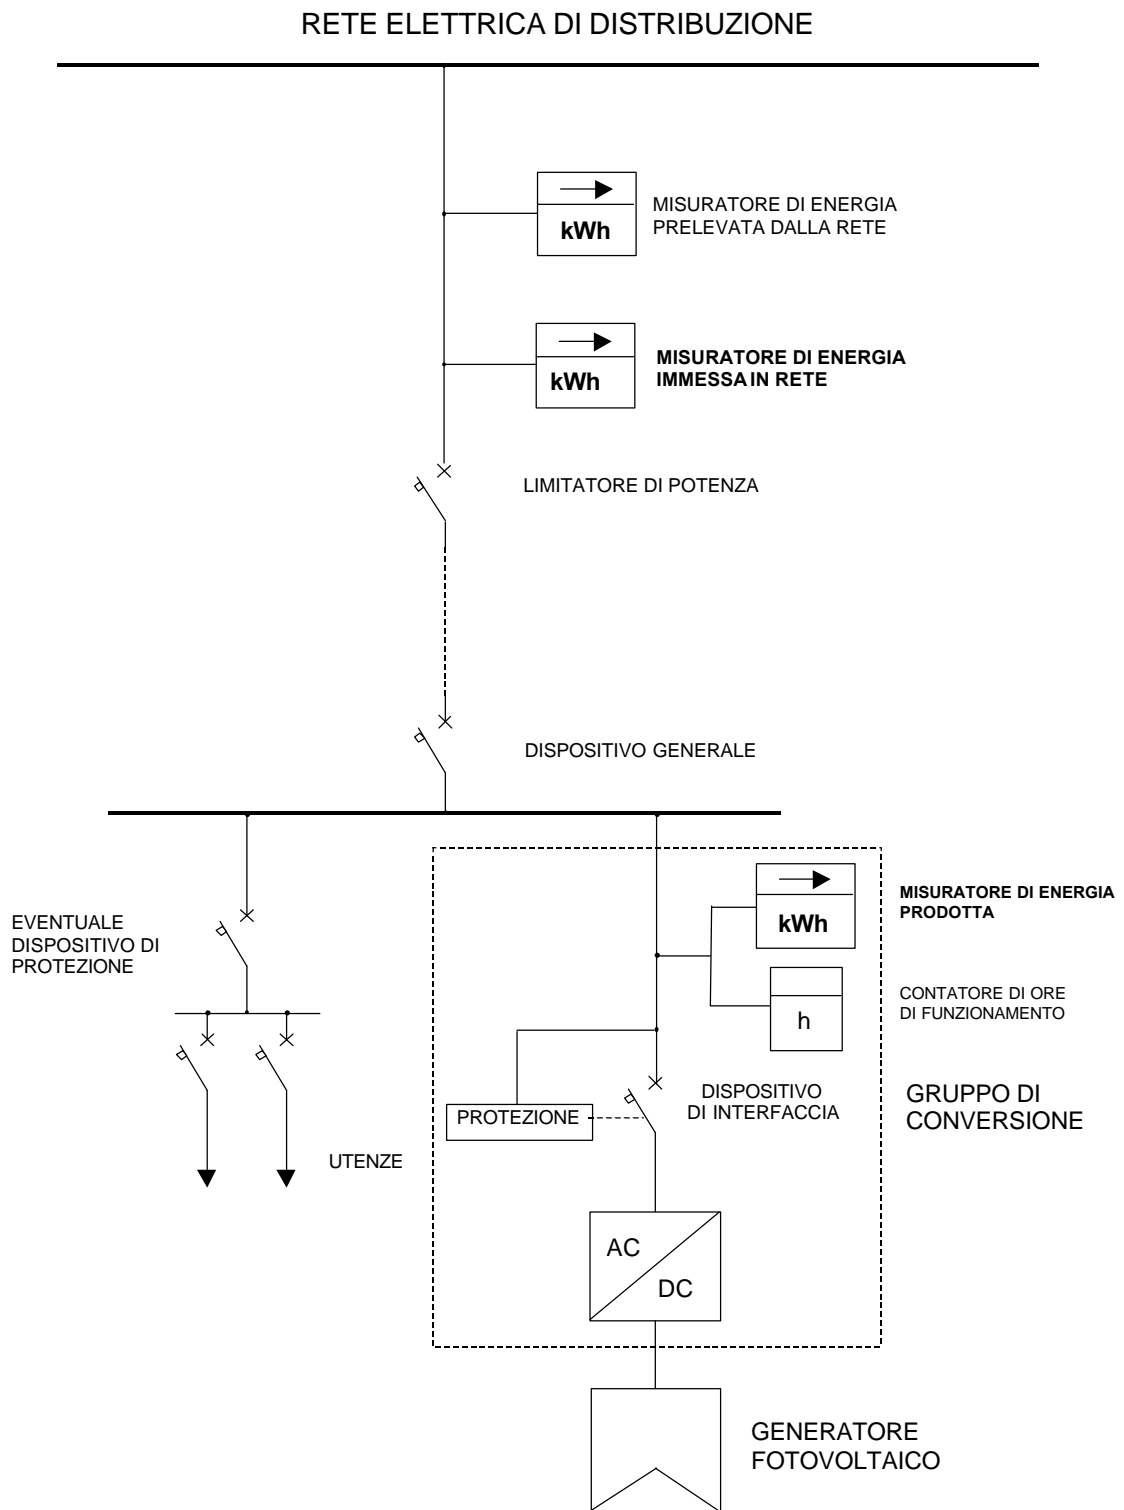 RETE ELETTRICA DI DISTRIBUZIONE
kWh
MISURATORE DI ENERGIA
PRELEVATA DALLA RETE
kWh
MISURATORE DI ENERGIA
IMMESSA IN RETE
LIMITATORE DI POTENZA
DISPOSITIVO GENERALE
EVENTUALE
DISPOSITIVO DI
PROTEZIONE
UTENZE
kWh
MISURATORE DI ENERGIA
PRODOTTA
h
CONTATORE DI ORE
DI FUNZIONAMENTO
PROTEZIONE
DISPOSITIVO
DI INTERFACCIA
GRUPPO DI
CONVERSIONE
AC
DC
GENERATORE
FOTOVOLTAICO